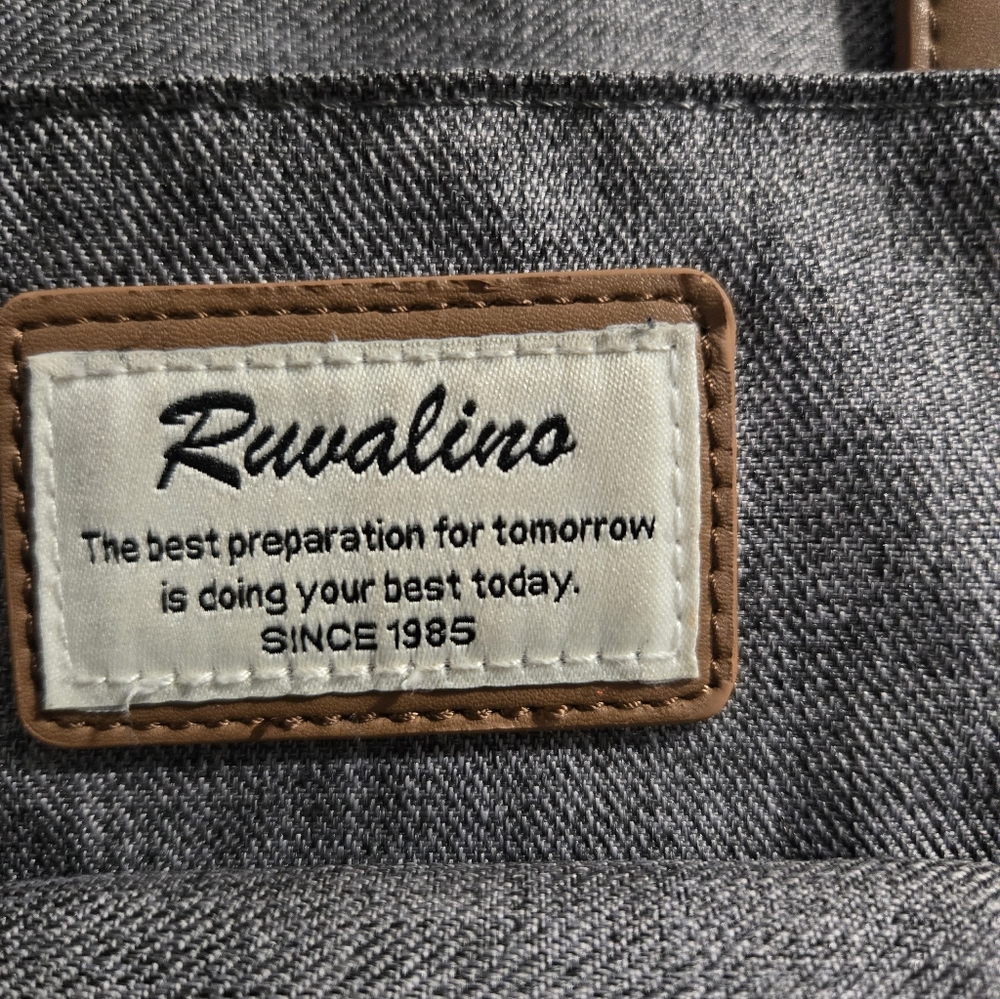 Ruvalino
The best preparation for tomorrow
is doing your best today.
SINCE 1985